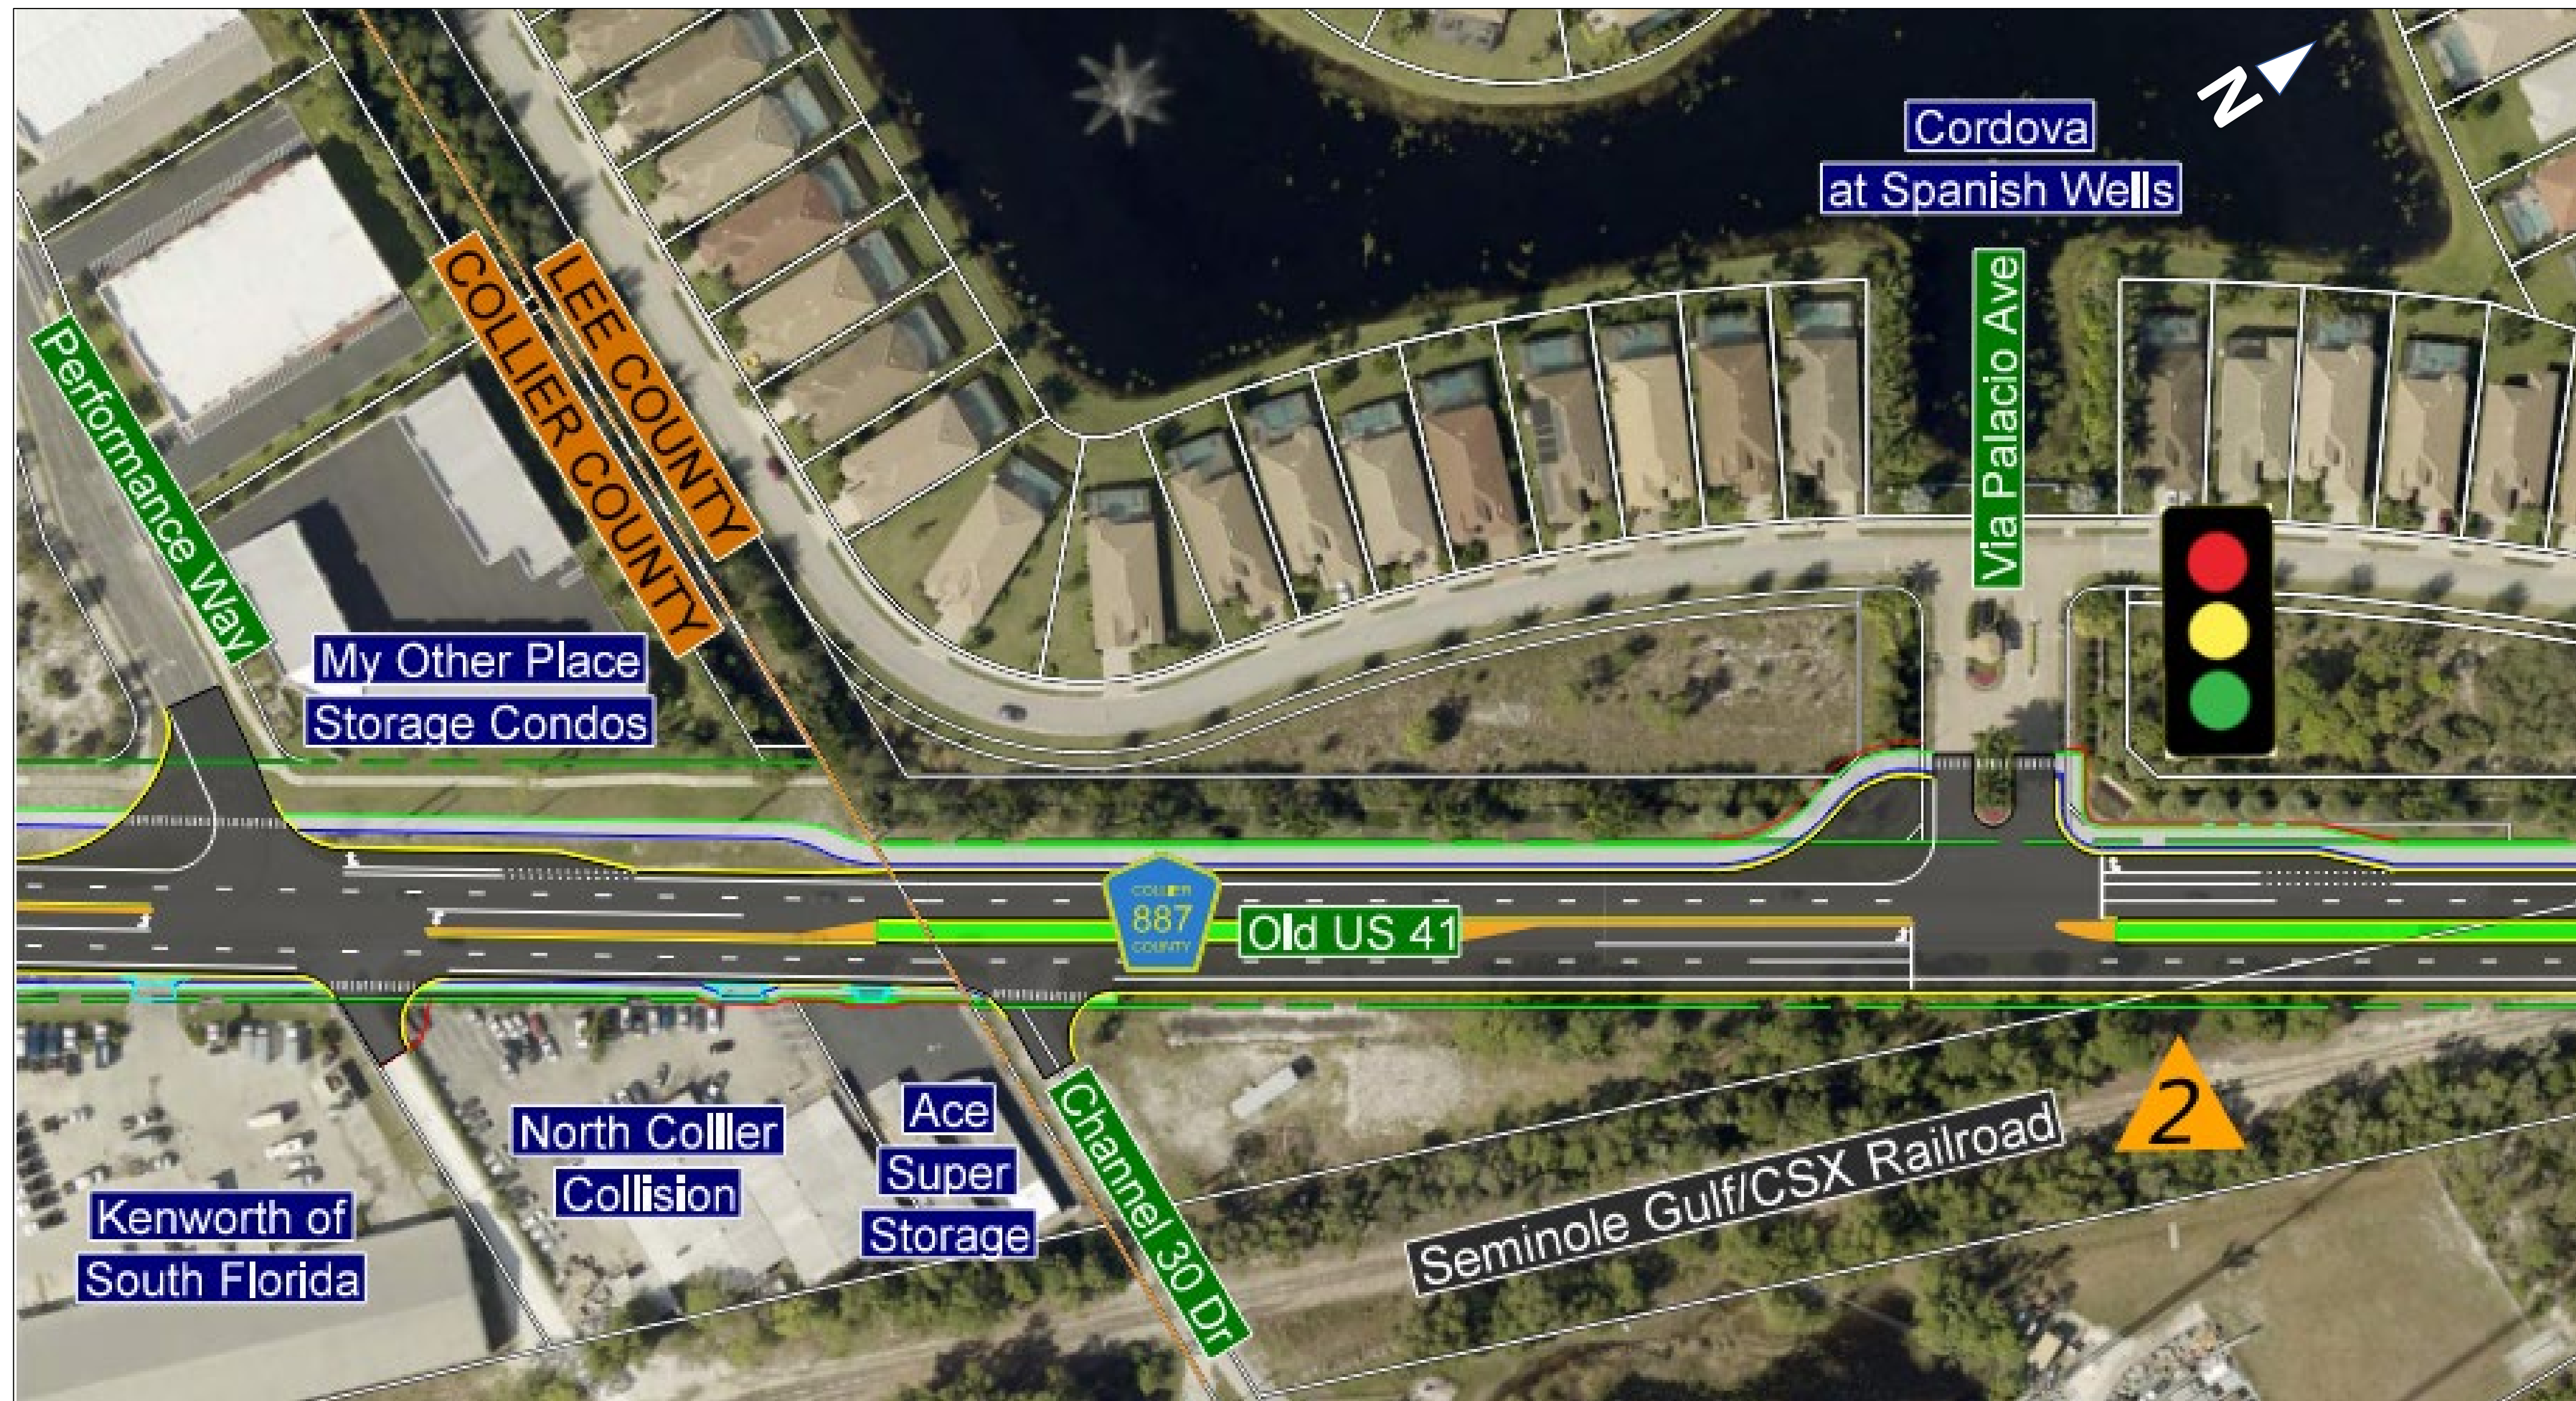 N
Cordova
at Spanish Wells
LEE COUNTY
COLLIER COUNTY
Via Palacio Ave
Performance Way
My Other Place
Storage Condos
COLLIER
887
COUNTY
Old US 41
2
Channel 30 Dr
Ace
Super
Storage
North Collier
Collision
Seminole Gulf/CSX Railroad
Kenworth of
South Florida